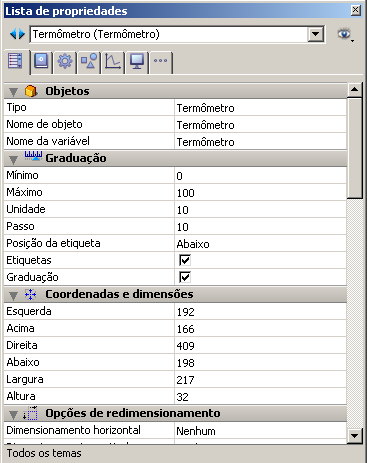 Lista de propriedades
Termômetro (Termômetro)
Objetos
Tipo Termômetro
Nome de objeto Termômetro
Nome da variável Termômetro
Graduação
Mínimo 0
Máximo 100
Unidade 10
Passo 10
Posição da etiqueta Abaixo
Etiquetas
Graduação
Coordenadas e dimensões
Esquerda 192
Acima 166
Direita 409
Abaixo 198
Largura 217
Altura 32
Opções de redimensionamento
Dimensionamento horizontal Nenhum
Todos os temas